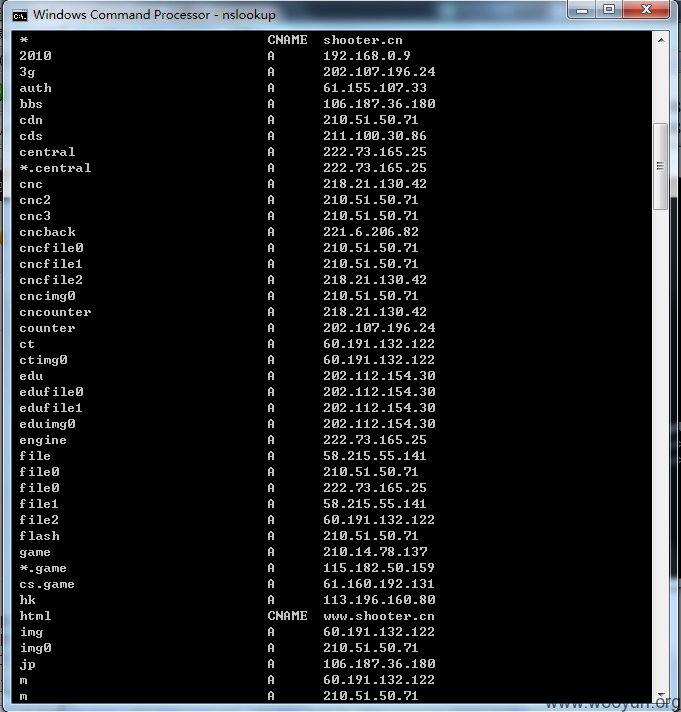 Windows Command Processor - nslookup
* CNAME shooter.cn
2010 A 192.168.0.9
3g A 202.107.196.24
auth A 61.155.107.33
bbs A 106.187.36.180
cdn A 210.51.50.71
cds A 211.100.30.86
central A 222.73.165.25
*.central A 222.73.165.25
cnc A 218.21.130.42
cnc2 A 210.51.50.71
cnc3 A 210.51.50.71
cncback A 221.6.206.82
cncfile0 A 210.51.50.71
cncfile1 A 210.51.50.71
cncfile2 A 218.21.130.42
cncimg0 A 210.51.50.71
cncounter A 218.21.130.42
counter A 202.107.196.24
ct A 60.191.132.122
ctimg0 A 60.191.132.122
edu A 202.112.154.30
edufile0 A 202.112.154.30
edufile1 A 202.112.154.30
eduimg0 A 202.112.154.30
engine A 222.73.165.25
file A 58.215.55.141
file0 A 210.51.50.71
file0 A 222.73.165.25
file1 A 58.215.55.141
file2 A 60.191.132.122
flash A 210.51.50.71
game A 210.14.78.137
*.game A 115.182.50.159
cs.game A 61.160.192.131
hk A 113.196.160.80
html CNAME www.shooter.cn
img A 60.191.132.122
img0 A 210.51.50.71
jp A 106.187.36.180
m A 60.191.132.122
m A 210.51.50.71
www.wooyun.org